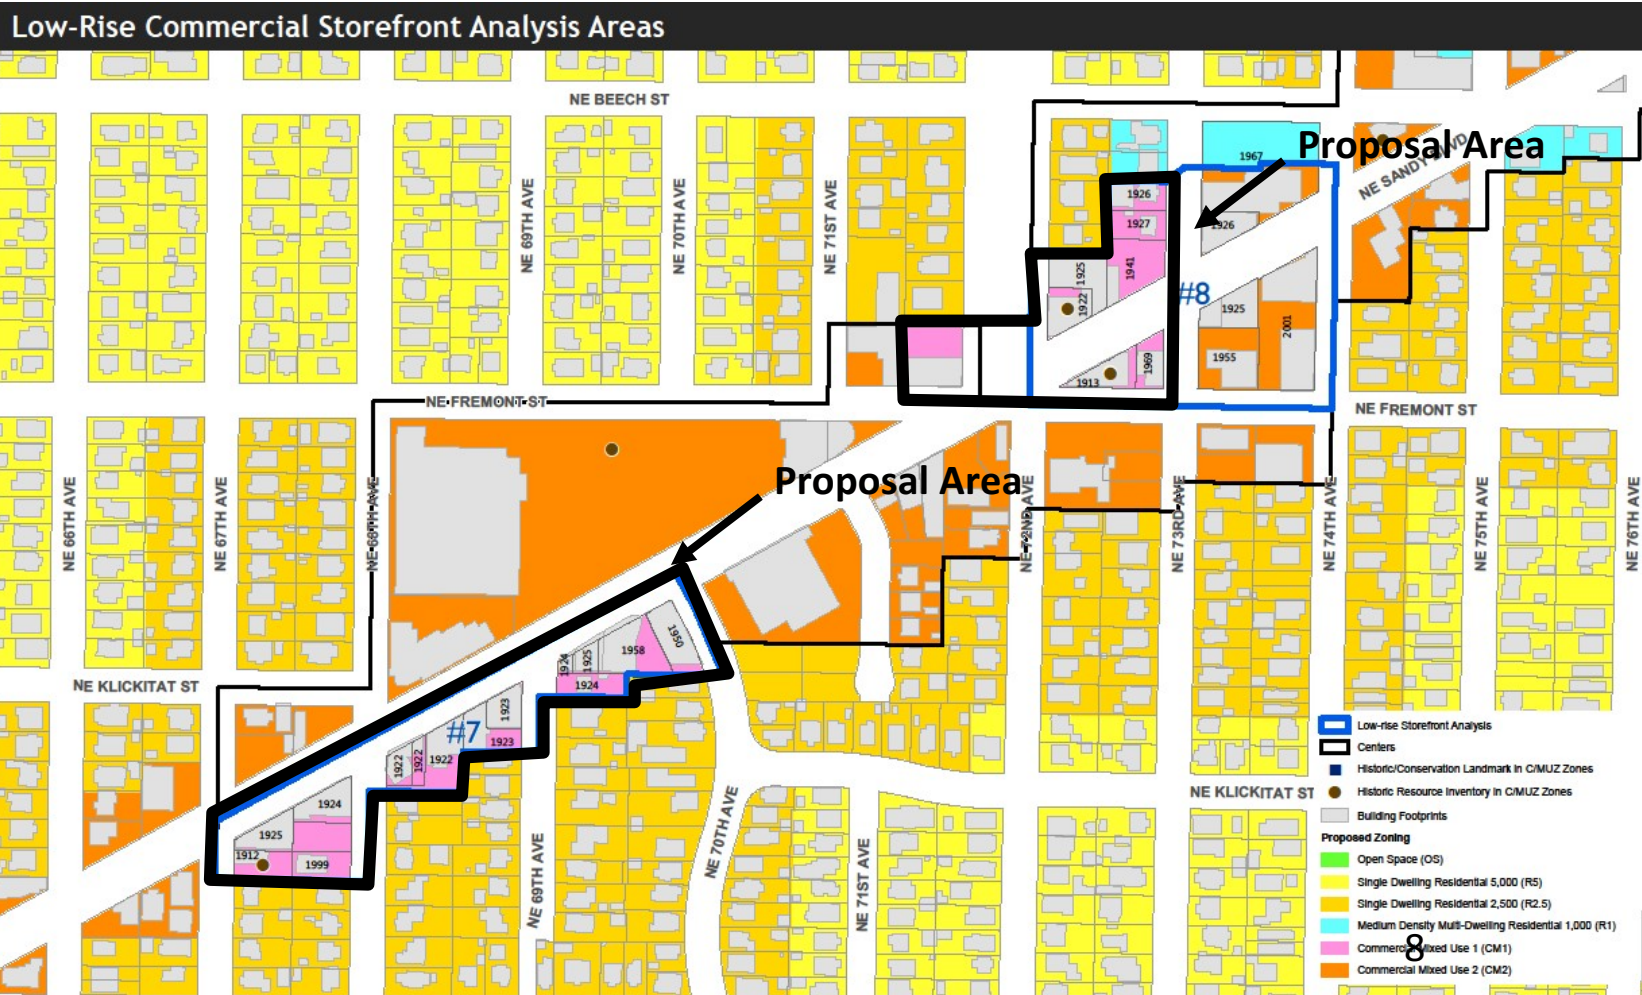 Low-Rise Commercial Storefront Analysis Areas
NE BEECH ST
Proposal Area
NE SANDY BLVD
1967
1926
1927
1926
1941
1925
1922
#8
1925
2001
1955
1969
1913
NE 69TH AVE
NE 70TH AVE
NE 71ST AVE
NE FREMONT ST
NE FREMONT ST
Proposal Area
NE 66TH AVE
NE 67TH AVE
NE 68TH AVE
NE 72ND AVE
NE 73RD AVE
NE 74TH AVE
NE 75TH AVE
NE 76TH AVE
1950
1958
1925
1924
1924
NE KLICKITAT ST
#7
1923
1923
1922
1922
1922
1924
1925
1912
1999
NE 69TH AVE
NE 70TH AVE
NE 71ST AVE
NE KLICKITAT ST
Low-rise Storefront Analysis
Centers
Historic/Conservation Landmark in C/MUZ Zones
Historic Resource Inventory in C/MUZ Zones
Building Footprints
Proposed Zoning
Open Space (OS)
Single Dwelling Residential 5,000 (R5)
Single Dwelling Residential 2,500 (R2.5)
Medium Density Multi-Dwelling Residential 1,000 (R1)
Commercial Mixed Use 1 (CM1)
8
Commercial Mixed Use 2 (CM2)